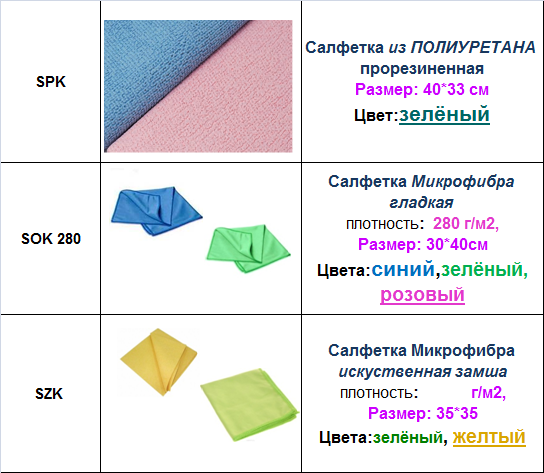 SPK
Салфетка из ПОЛИУРЕТАНА
прорезиненная
Размер: 40*33 см
Цвет:зелёный
SOK 280
Салфетка Микрофибра
гладкая
плотность: 280 г/м2,
Размер: 30*40см
Цвета:синий,зелёный,
розовый
SZK
Салфетка Микрофибра
искуственная замша
плотность: г/м2,
Размер: 35*35
Цвета:зелёный, желтый